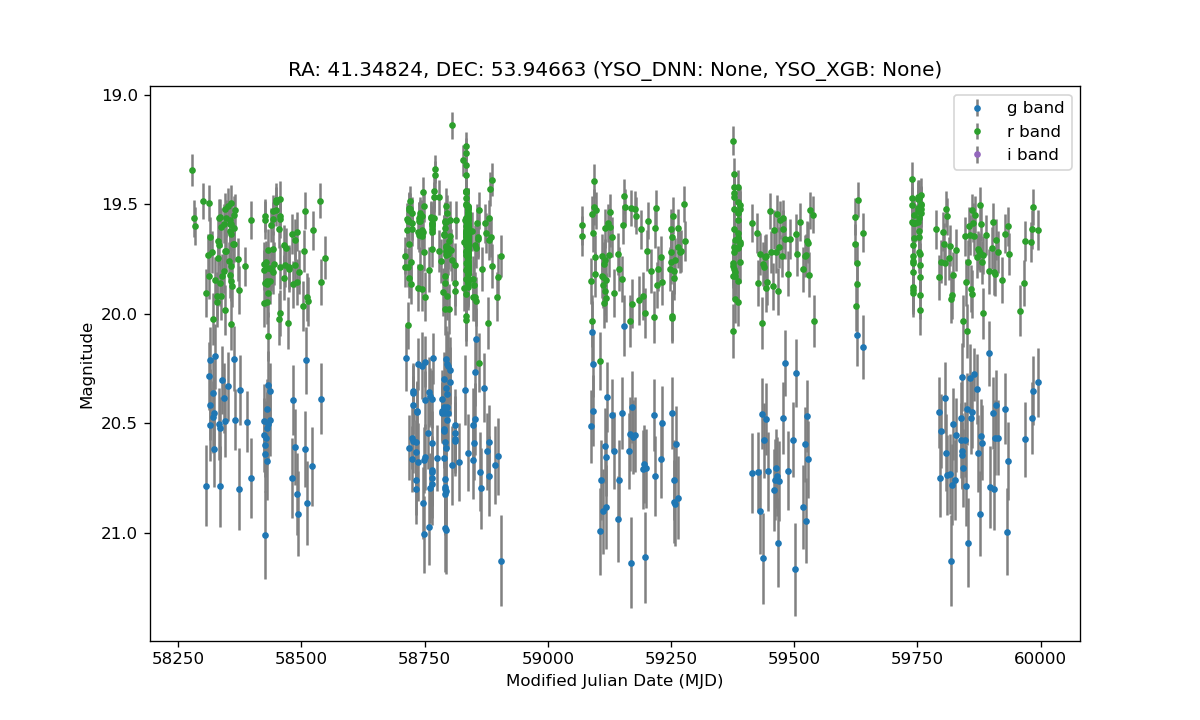 RA: 41.34824, DEC: 53.94663 (YSO_DNN: None, YSO_XGB: None)
g band
r band
i band
19.0
19.5
20.0
20.5
21.0
Magnitude
58250 58500 58750 59000 59250 59500 59750 60000
Modified Julian Date (MJD)